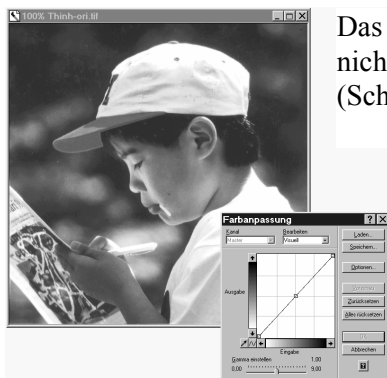 100% Thinh-ori.tif
Das
nich
(Sch
Farbanpassung
Kanal
Bearbeiten
Master
Visuell
Laden...
Speichern...
Optionen...
Ausgabe
Zurücksetzen
Alles rücksetzen
Eingabe
Abbrechen
Gamma einstellen
1,00
0,00
9,00